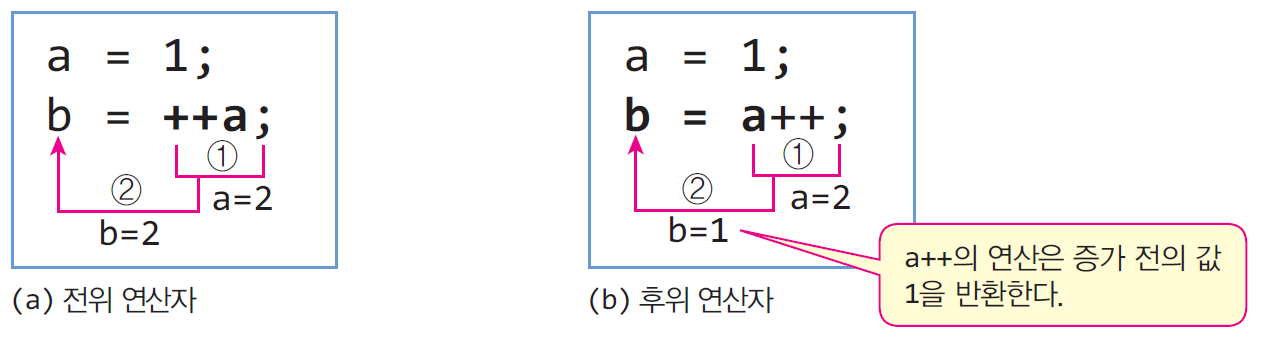 a = 1;
b = ++a;
①
②
a=2
b=2
(a) 전위 연산자
a = 1;
b = a++;
①
②
a=2
b=1
a++의 연산은 증가 전의 값
1을 반환한다.
(b) 후위 연산자